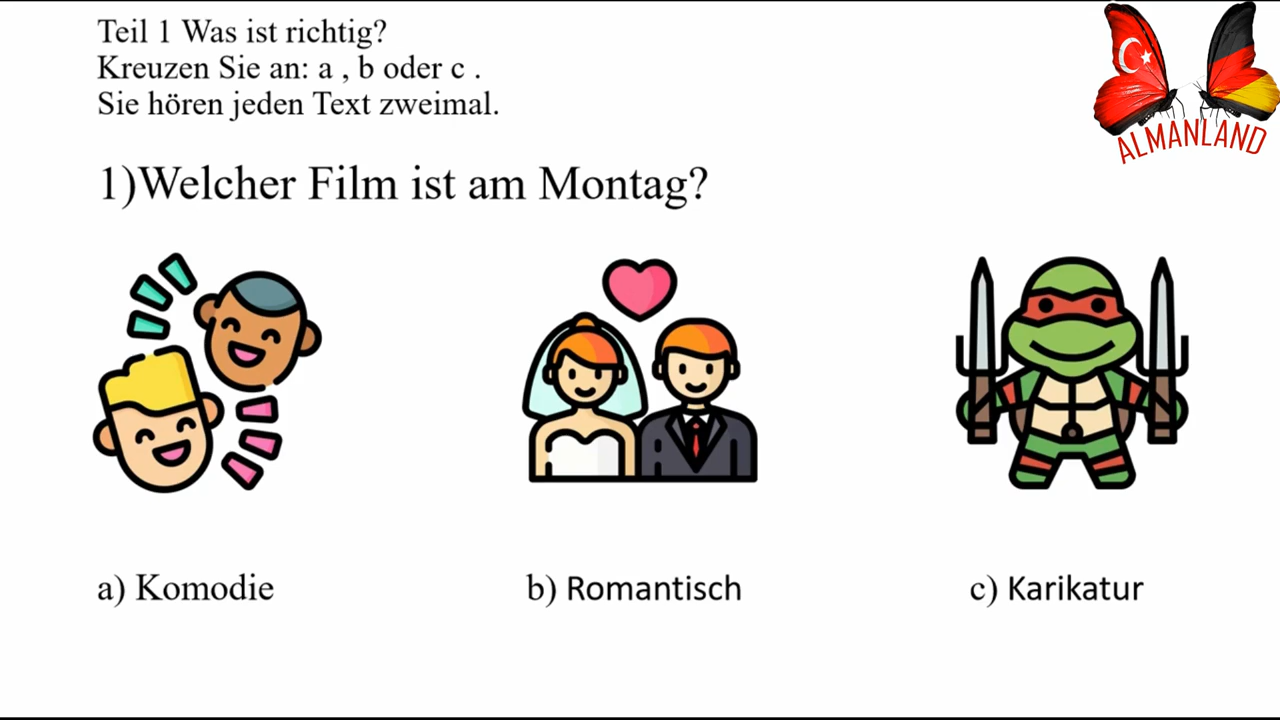 Teil 1 Was ist richtig?
Kreuzen Sie an: a , b oder c .
Sie hören jeden Text zweimal.
ALMANLAND
1)Welcher Film ist am Montag?
a) Komodie
b) Romantisch
c) Karikatur